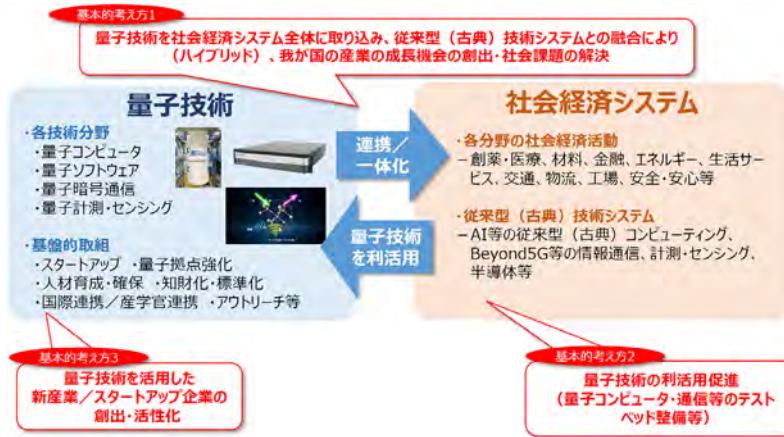 基本的考え方1
量子技術を社会経済システム全体に取り込み、従来型（古典）技術システムとの融合により
（ハイブリッド）、我が国の産業の成長機会の創出・社会課題の解決
量子技術
・各技術分野
・量子コンピュータ
・量子ソフトウェア
・量子暗号通信
・量子計測・センシング
・基盤的取組
・スタートアップ ・量子拠点強化
・人材育成・確保 ・知財化・標準化
・国際連携／産学官連携 ・アウトリーチ等
連携／
一体化
量子技術
を利活用
社会経済システム
・各分野の社会経済活動
－創薬・医療、材料、金融、エネルギー、生活サー
ビス、交通、物流、工場、安全・安心等
・従来型（古典）技術システム
－AI等の従来型（古典）コンピューティング、
Beyond5G等の情報通信、計測・センシング、
半導体等
基本的考え方3
量子技術を活用した
新産業／スタートアップ企業の
創出・活性化
基本的考え方2
量子技術の利活用促進
（量子コンピュータ・通信等のテスト
ベッド整備等）